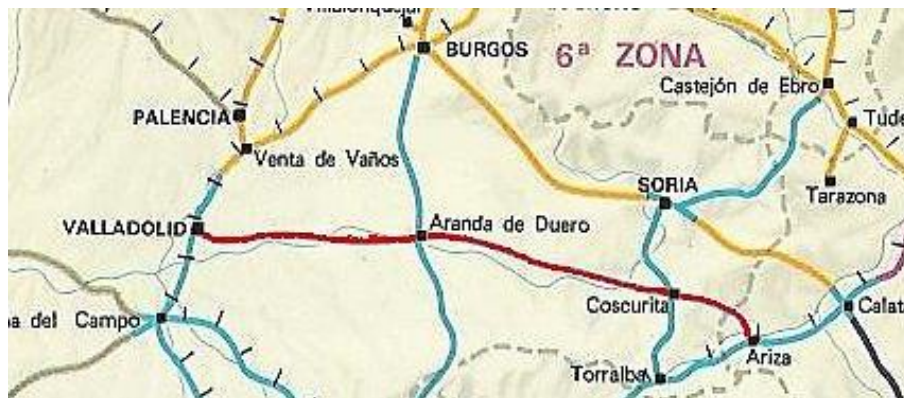 BURGOS
6ª ZONA
Castejón de Ebro
PALENCIA
Venta de Vaños
SORIA
Tarazona
VALLADOLID
Aranda de Duero
Coscurita
del Campo
Ariza
Torralba